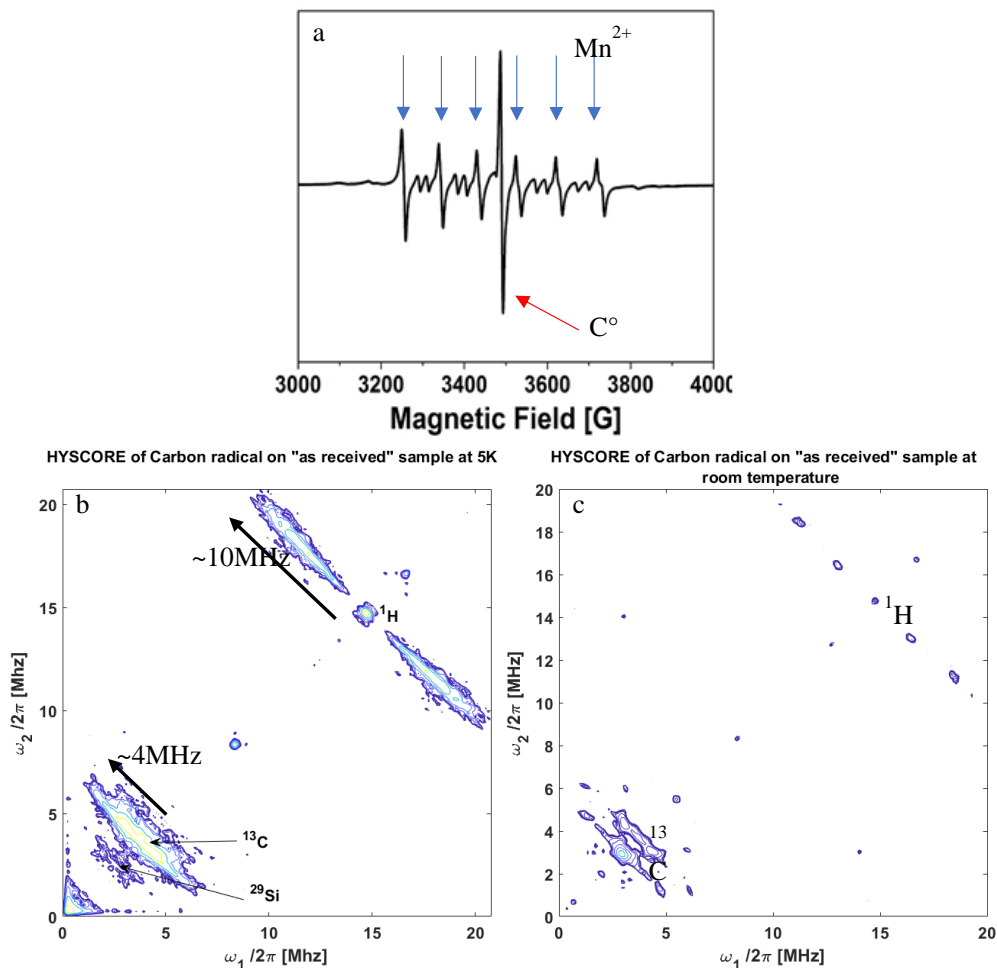 a
Mn2+
C°
3000 3200 3400 3600 3800 4000
Magnetic Field [G]
HYSCORE of Carbon radical on "as received" sample at 5K
b
~10MHz
1H
~4MHz
13C
29Si
20
15
10
5
0
0 5 10 15 20
ω2 /2π [Mhz]
ω1 /2π [Mhz]
HYSCORE of Carbon radical on "as received" sample at
room temperature
c
1H
13
C
20
18
16
14
12
10
8
6
4
2
0
0 5 10 15 20
ω2 /2π [MHz]
ω1 /2π [MHz]